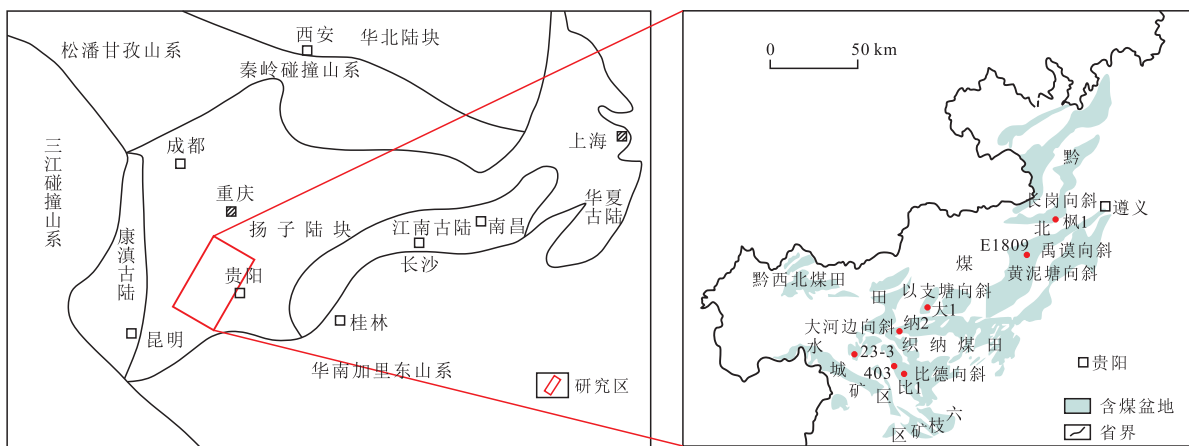 松潘甘孜山系
西安
华北陆块
秦岭碰撞山系
三江碰撞山系
成都
上海
重庆
华夏古陆
扬子陆块
江南古陆
南昌
康滇古陆
长沙
贵阳
昆明
桂林
华南加里东山系
研究区
0 50 km
黔北煤田
长岗向斜
遵义
枫1
E1809
禹谟向斜
黄泥塘向斜
黔西北煤田
以支塘向斜
大1
大河边向斜
纳2
织纳煤田
水城矿区
23-3
403
比德向斜
比1
贵阳
六枝矿区
含煤盆地
省界